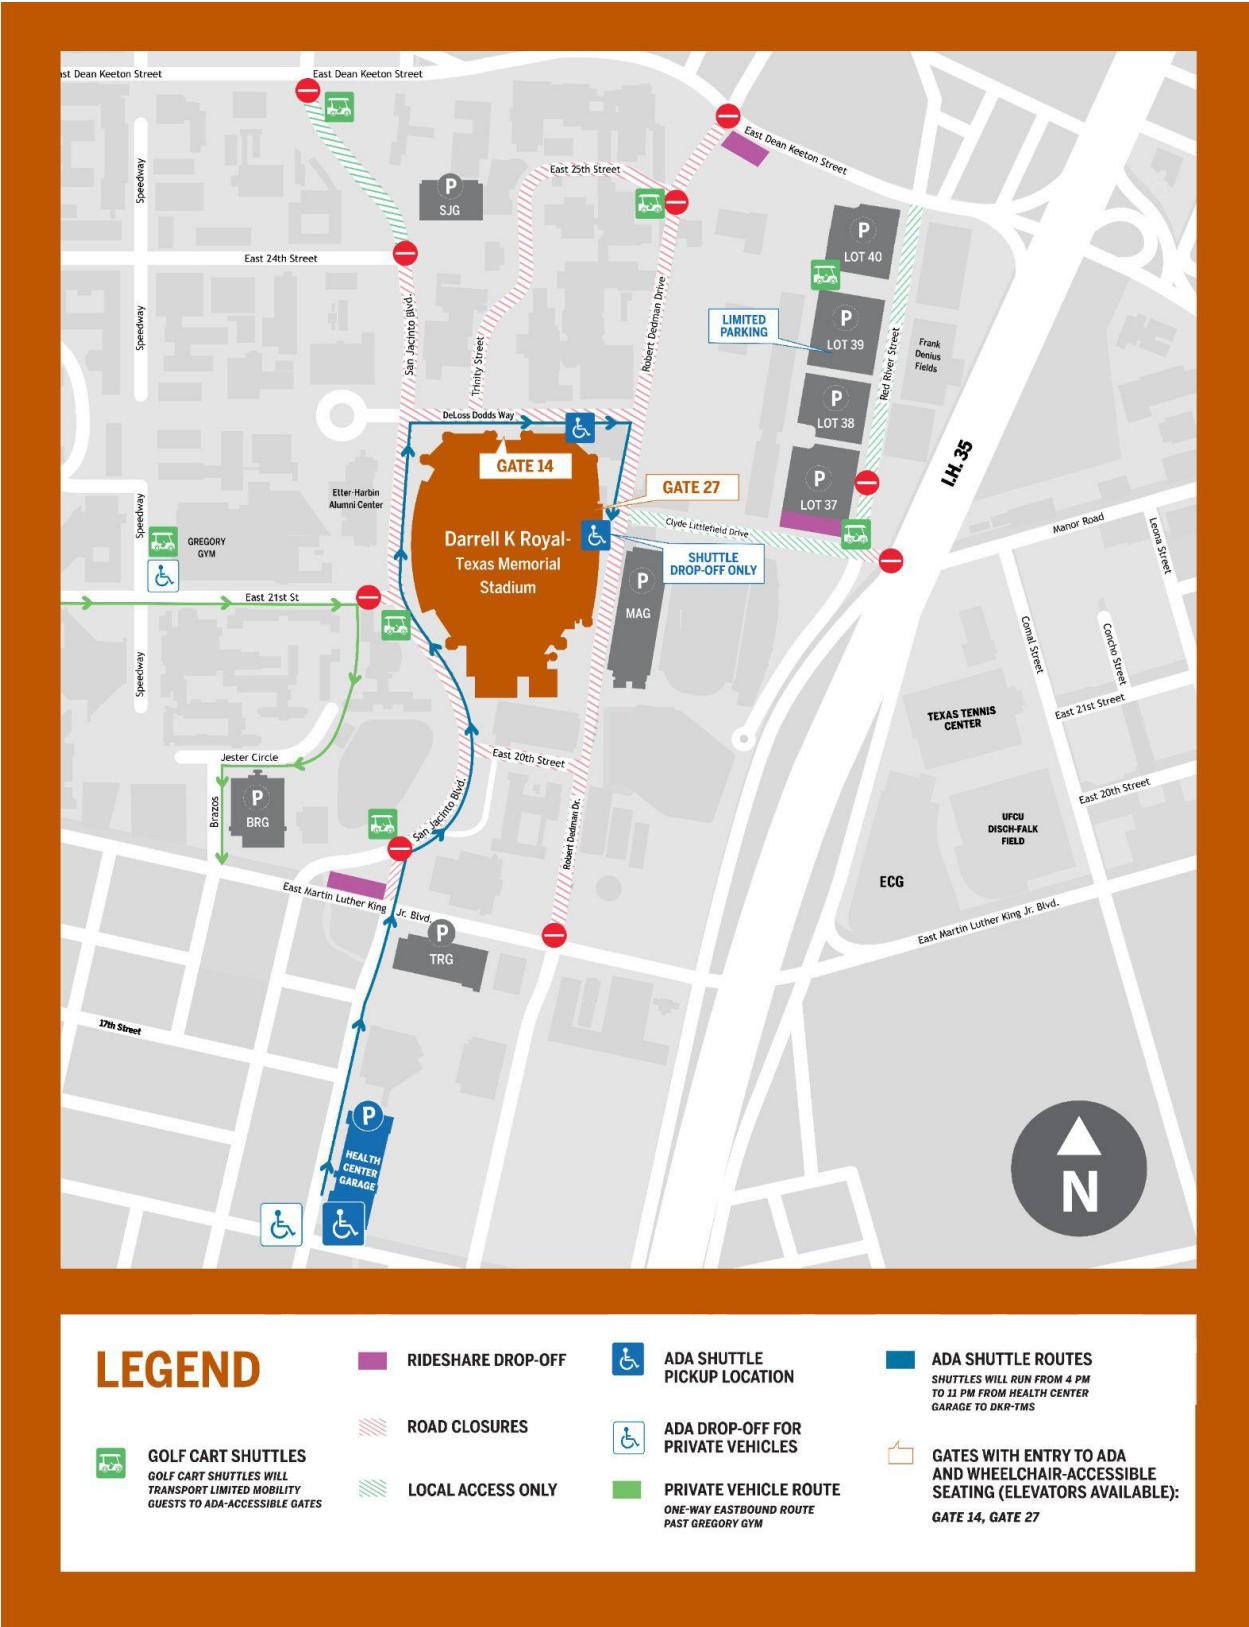 ast Dean Keeton Street
East Dean Keeton Street
East Dean Keeton Street
Speedway
East 25th Street
P
SJG
P
LOT 40
East 24th Street
Speedway
San Jacinto Blvd.
Trinity Street
Robert Dedman Drive
LIMITED
PARKING
P
LOT 39
Red River Street
Frank
Denius
Fields
P
LOT 38
DeLoss Dodds Way
GATE 14
GATE 27
P
LOT 37
I.H. 35
Etter-Harbin
Alumni Center
Speedway
GREGORY
GYM
Darrell K Royal-
Texas Memorial
Stadium
Clyde Littlefield Drive
SHUTTLE
DROP-OFF ONLY
Manor Road
Leona Street
P
MAG
East 21st St
Comal Street
Concho Street
Speedway
TEXAS TENNIS
CENTER
East 21st Street
Jester Circle
East 20th Street
East 20th Street
Brazos
P
BRG
San Jacinto Blvd.
Robert Dedman Dr.
UFCU
DISCH-FALK
FIELD
ECG
East Martin Luther King Jr. Blvd.
East Martin Luther King Jr. Blvd.
P
TRG
17th Street
P
HEALTH
CENTER
GARAGE
N
LEGEND
GOLF CART SHUTTLES
GOLF CART SHUTTLES WILL
TRANSPORT LIMITED MOBILITY
GUESTS TO ADA-ACCESSIBLE GATES
RIDESHARE DROP-OFF
ROAD CLOSURES
LOCAL ACCESS ONLY
ADA SHUTTLE
PICKUP LOCATION
ADA DROP-OFF FOR
PRIVATE VEHICLES
PRIVATE VEHICLE ROUTE
ONE-WAY EASTBOUND ROUTE
PAST GREGORY GYM
ADA SHUTTLE ROUTES
SHUTTLES WILL RUN FROM 4 PM
TO 11 PM FROM HEALTH CENTER
GARAGE TO DKR-TMS
GATES WITH ENTRY TO ADA
AND WHEELCHAIR-ACCESSIBLE
SEATING (ELEVATORS AVAILABLE):
GATE 14, GATE 27